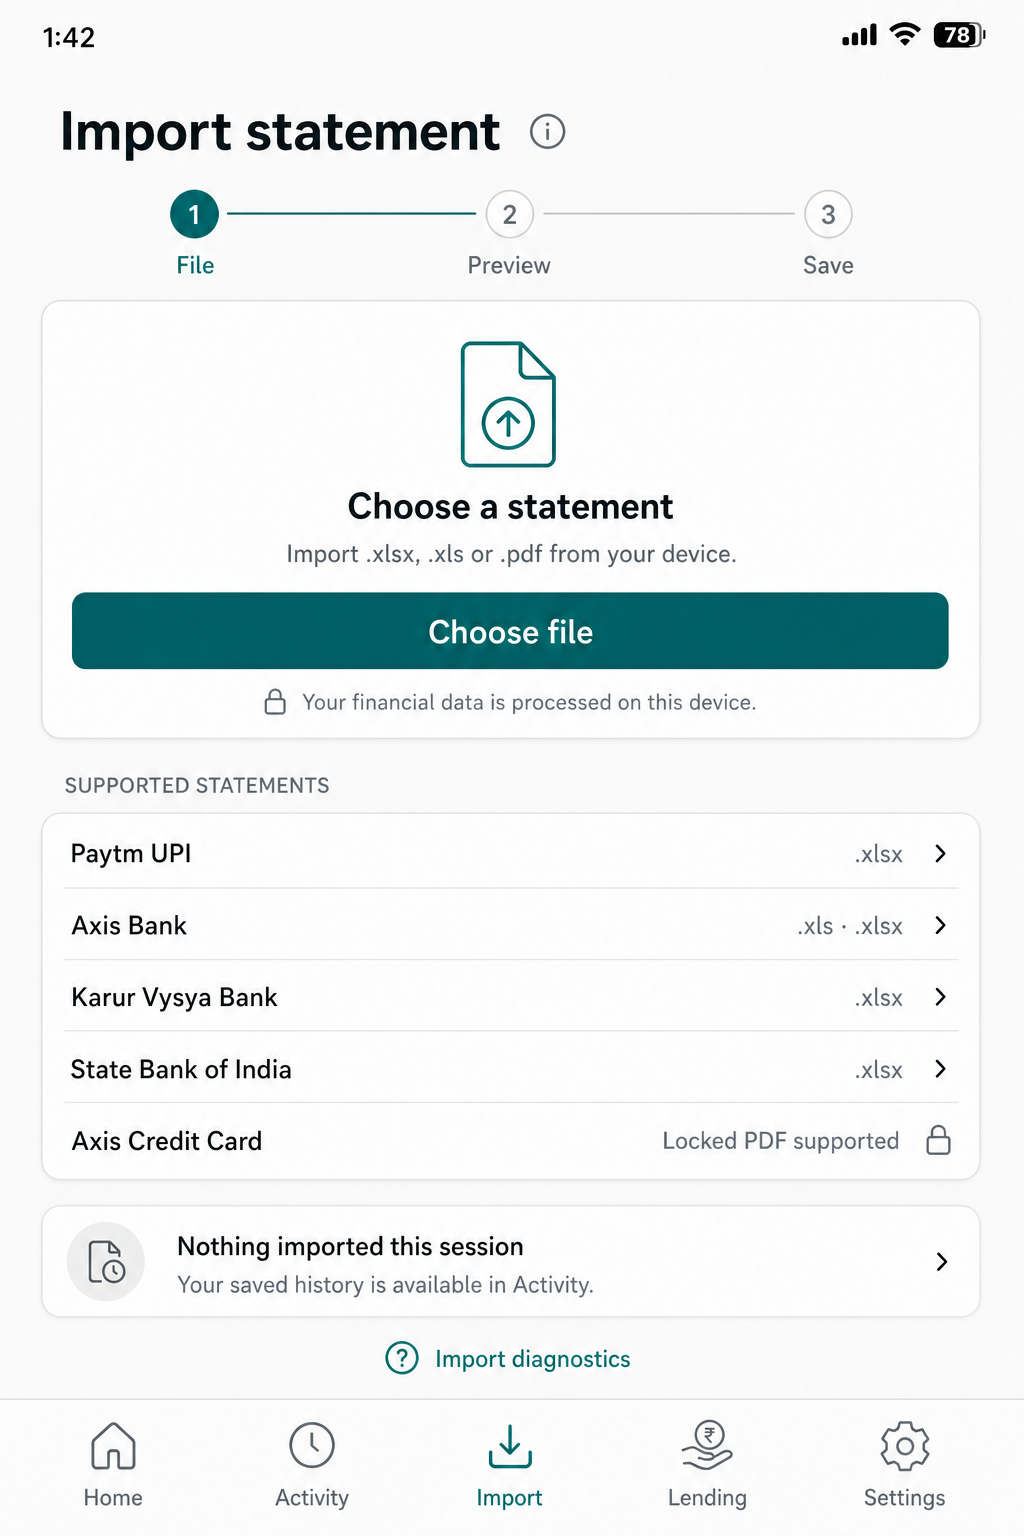 1:42
78
Import statement
1
2
3
File
Preview
Save
Choose a statement
Import .xlsx, .xls or .pdf from your device.
Choose file
Your financial data is processed on this device.
SUPPORTED STATEMENTS
Paytm UPI .xlsx
Axis Bank .xls · .xlsx
Karur Vysya Bank .xlsx
State Bank of India .xlsx
Axis Credit Card Locked PDF supported
Nothing imported this session
Your saved history is available in Activity.
? Import diagnostics
₹
Home
Activity
Import
Lending
Settings